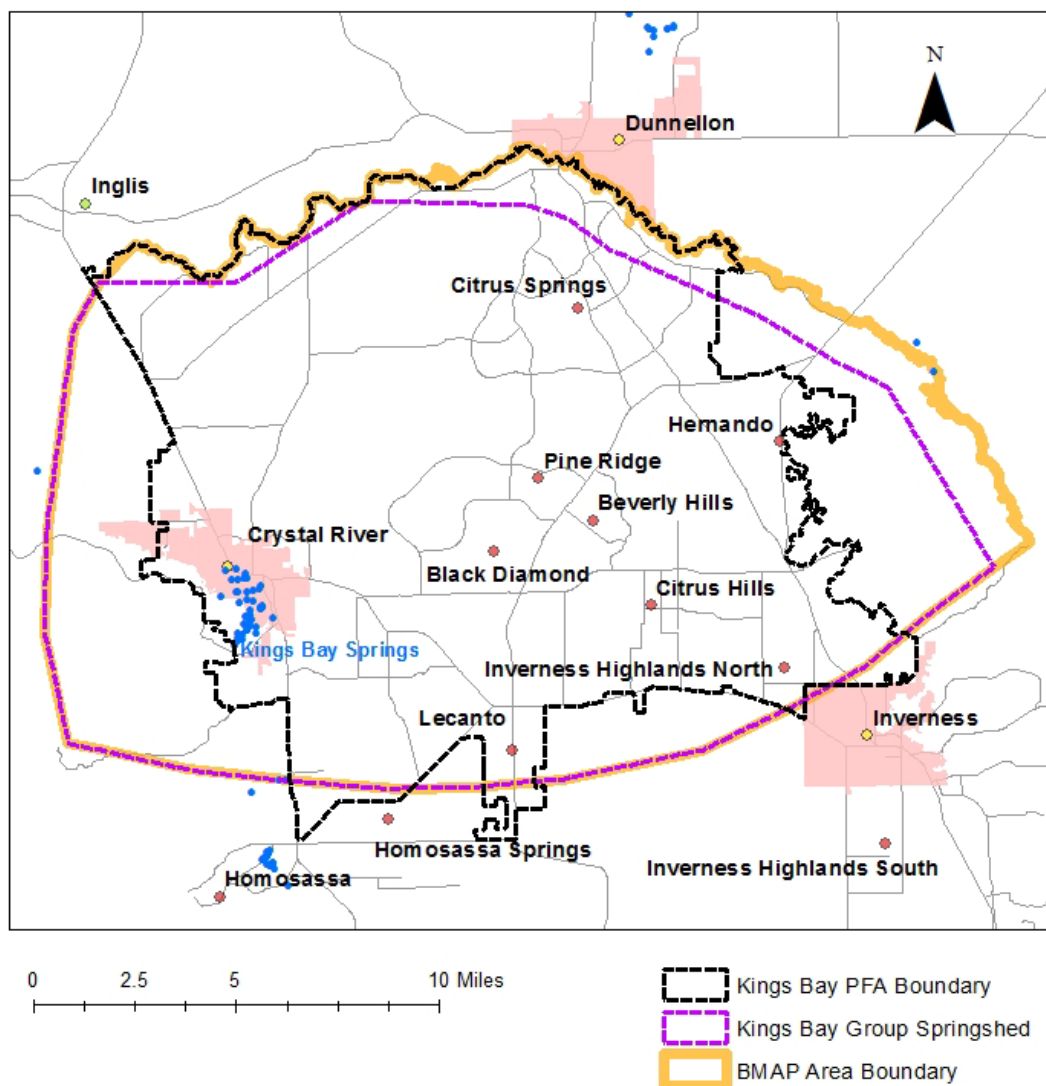 N
Dunnellon
Inglis
Citrus Springs
Hernando
Pine Ridge
Beverly Hills
Crystal River
Black Diamond
Citrus Hills
Kings Bay Springs
Inverness Highlands North
Lecanto
Inverness
Homosassa Springs
Inverness Highlands South
Homosassa
0 2.5 5 10 Miles
Kings Bay PFA Boundary
Kings Bay Group Springshed
BMAP Area Boundary